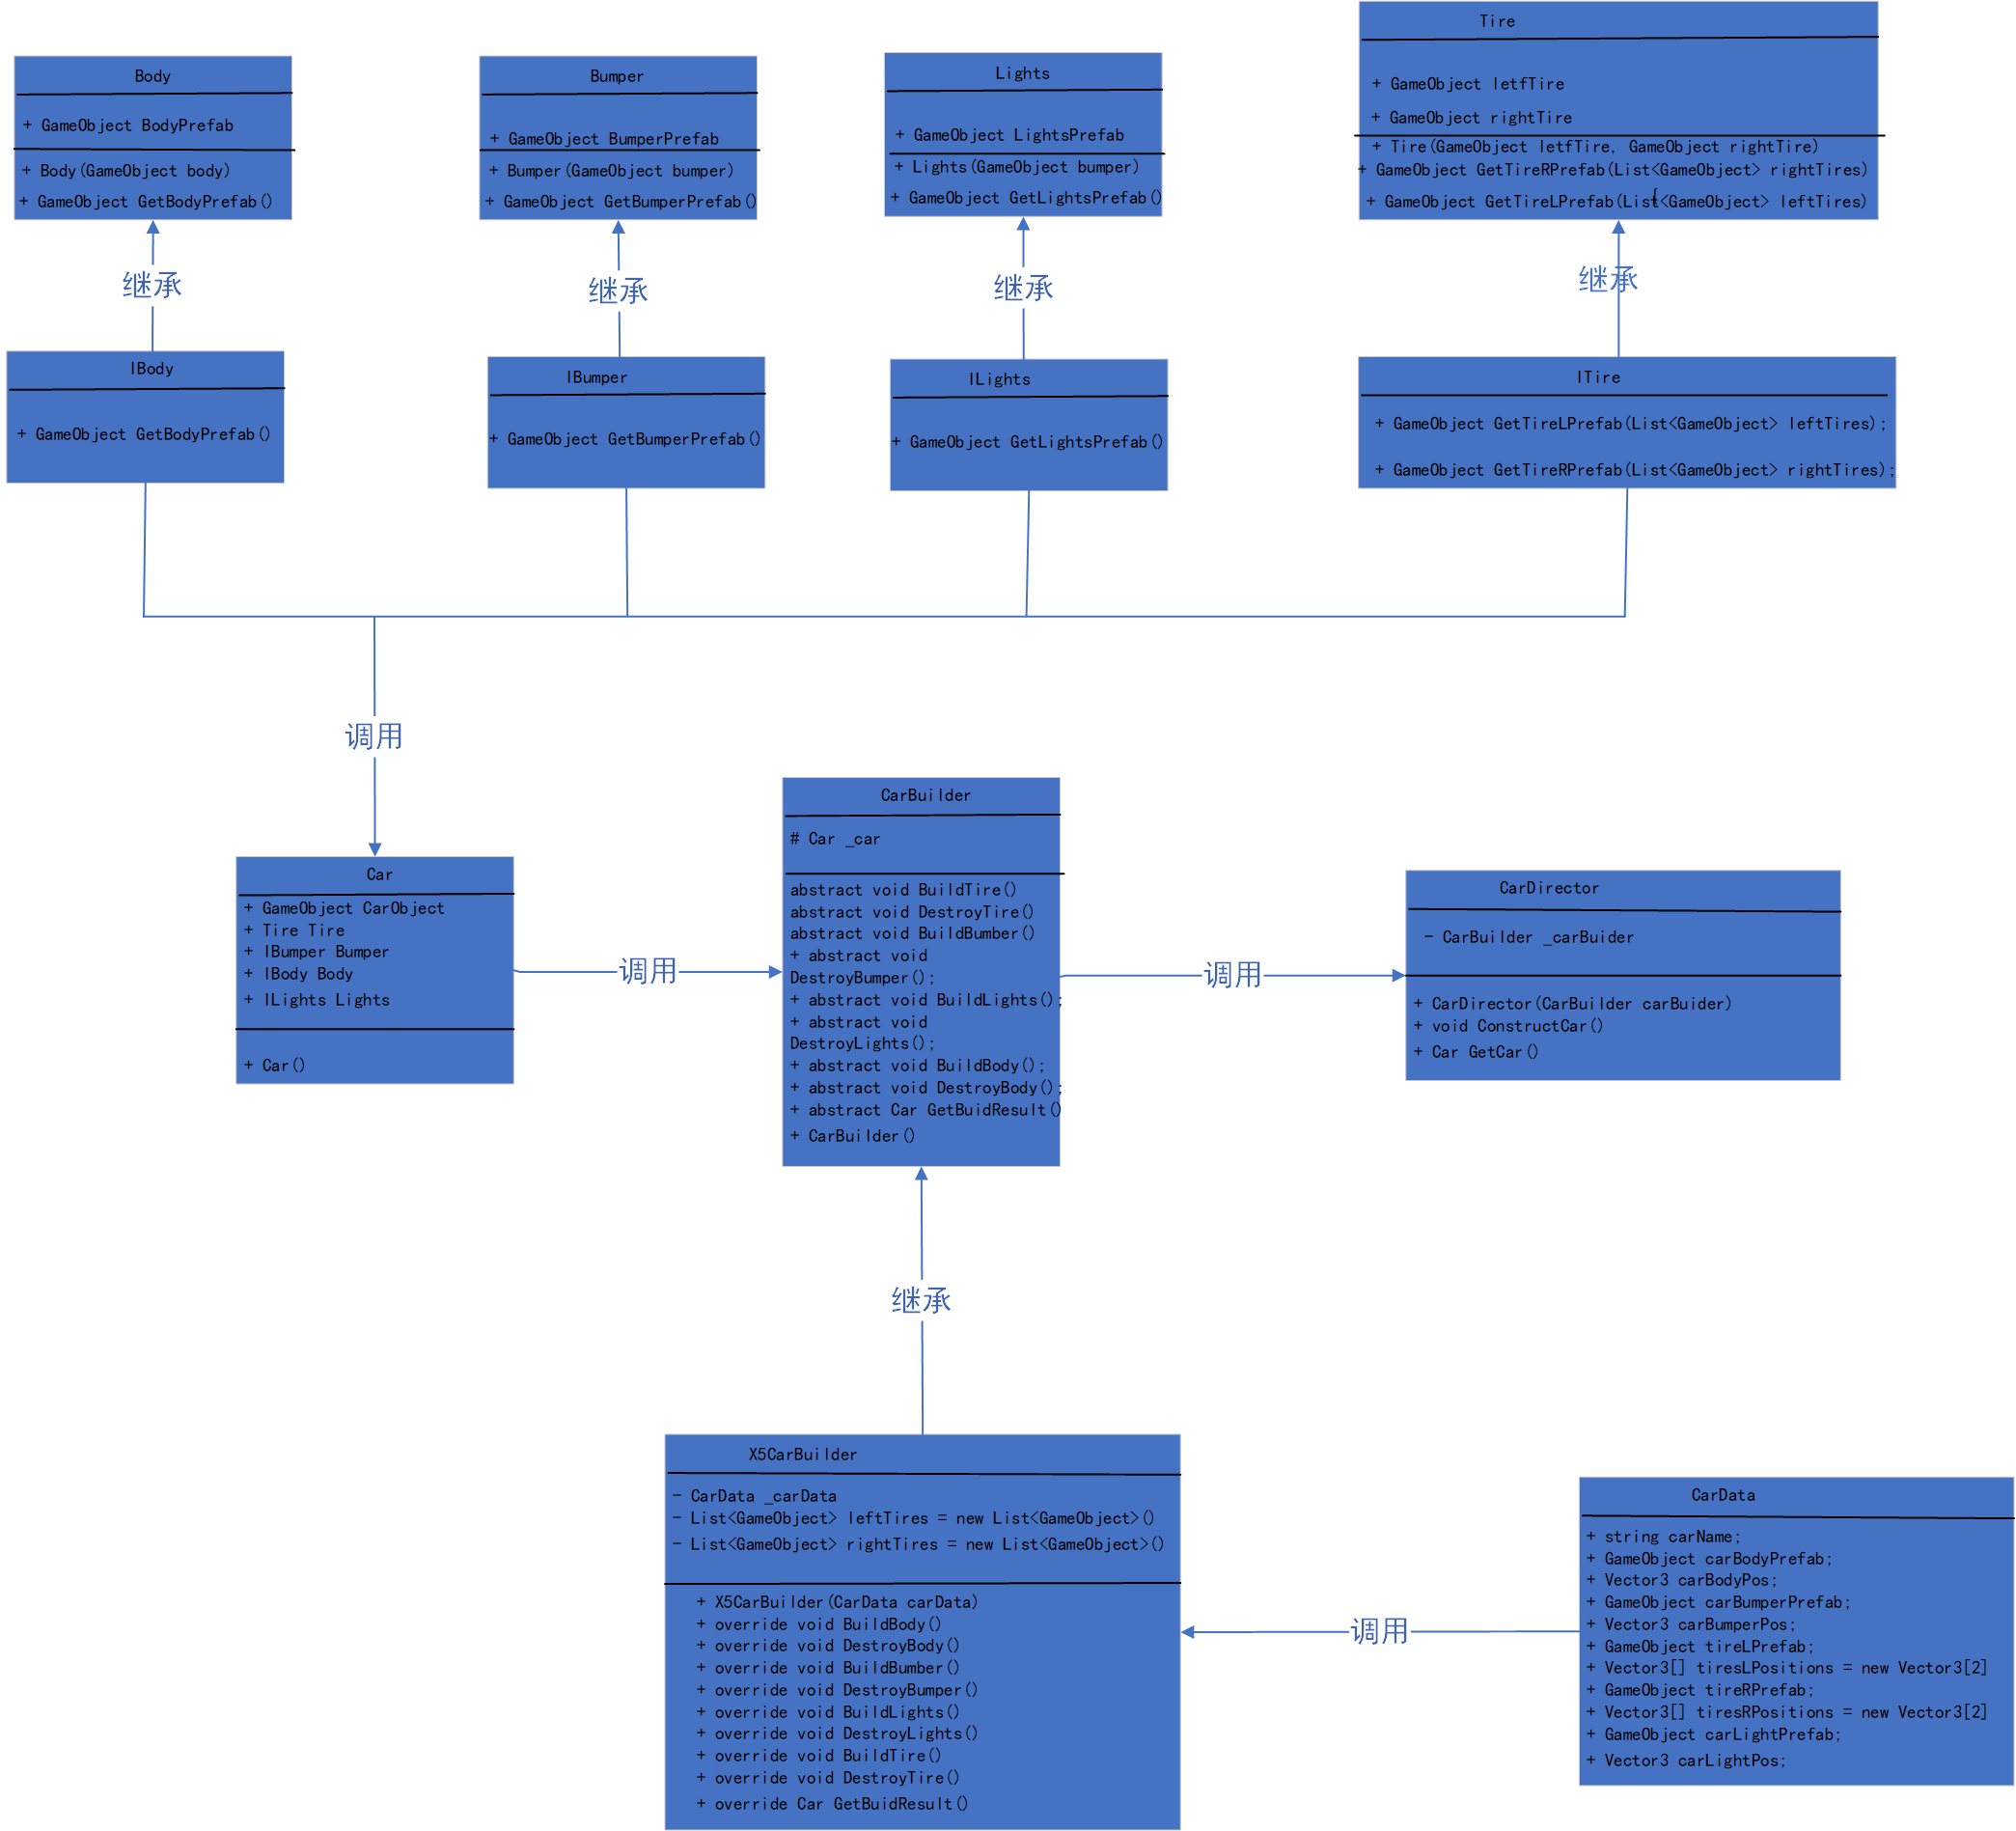 Body
+ GameObject BodyPrefab
+ Body(GameObject body)
+ GameObject GetBodyPrefab()
Bumper
+ GameObject BumperPrefab
+ Bumper(GameObject bumper)
+ GameObject GetBumperPrefab()
Lights
+ GameObject LightsPrefab
+ Lights(GameObject bumper)
+ GameObject GetLightsPrefab()
Tire
+ GameObject letfTire
+ GameObject rightTire
+ Tire(GameObject letfTire, GameObject rightTire)
+ GameObject GetTireRPrefab(List<GameObject> rightTires)
{
+ GameObject GetTireLPrefab(List<GameObject> leftTires)
继承
继承
继承
继承
IBody
+ GameObject GetBodyPrefab()
IBumper
+ GameObject GetBumperPrefab()
ILights
+ GameObject GetLightsPrefab()
ITire
+ GameObject GetTireLPrefab(List<GameObject> leftTires);
+ GameObject GetTireRPrefab(List<GameObject> rightTires);
调用
Car
+ GameObject CarObject
+ Tire Tire
+ IBumper Bumper
+ IBody Body
+ ILights Lights
+ Car()
调用
CarBuilder
# Car _car
abstract void BuildTire()
abstract void DestroyTire()
abstract void BuildBumber()
+ abstract void
DestroyBumper();
+ abstract void BuildLights();
+ abstract void
DestroyLights();
+ abstract void BuildBody();
+ abstract void DestroyBody();
+ abstract Car GetBuidResult()
+ CarBuilder()
调用
CarDirector
- CarBuilder _carBuider
+ CarDirector(CarBuilder carBuider)
+ void ConstructCar()
+ Car GetCar()
继承
X5CarBuilder
- CarData _carData
- List<GameObject> leftTires = new List<GameObject>()
- List<GameObject> rightTires = new List<GameObject>()
+ X5CarBuilder(CarData carData)
+ override void BuildBody()
+ override void DestroyBody()
+ override void BuildBumber()
+ override void DestroyBumper()
+ override void BuildLights()
+ override void DestroyLights()
+ override void BuildTire()
+ override void DestroyTire()
+ override Car GetBuidResult()
调用
CarData
+ string carName;
+ GameObject carBodyPrefab;
+ Vector3 carBodyPos;
+ GameObject carBumperPrefab;
+ Vector3 carBumperPos;
+ GameObject tireLPrefab;
+ Vector3[] tiresLPositions = new Vector3[2]
+ GameObject tireRPrefab;
+ Vector3[] tiresRPositions = new Vector3[2]
+ GameObject carLightPrefab;
+ Vector3 carLightPos;